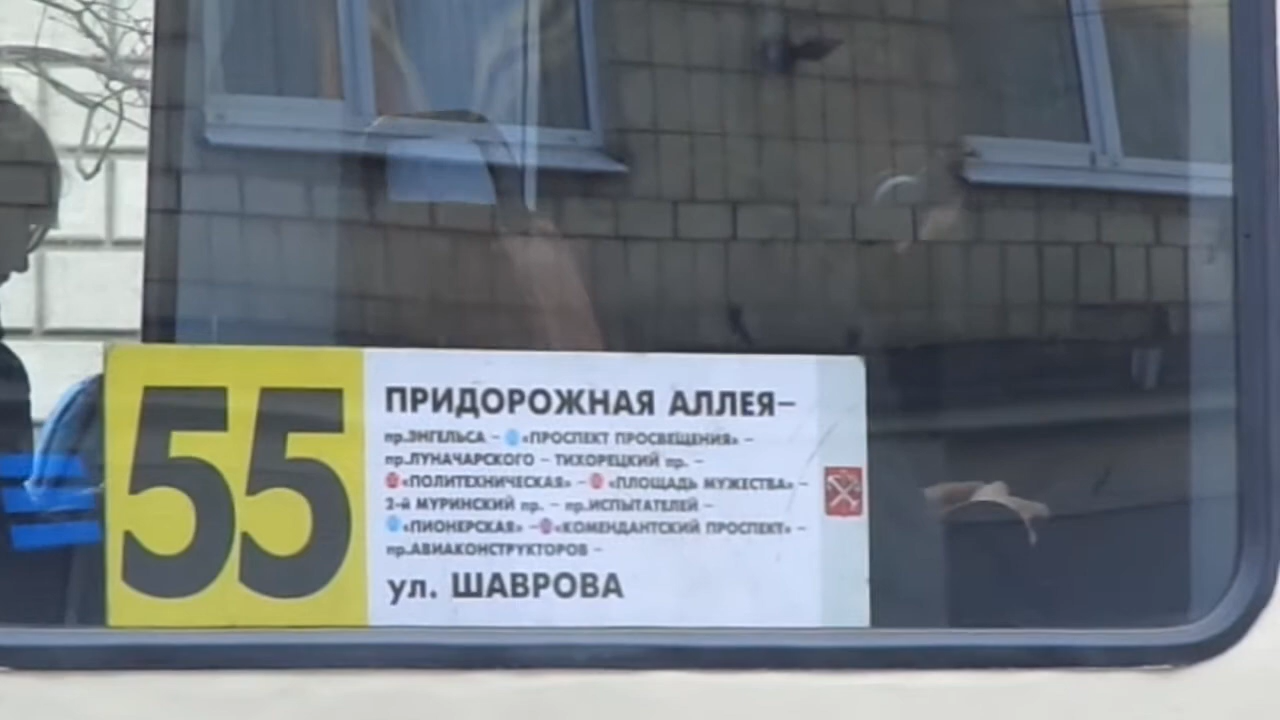 55
ПРИДОРОЖНАЯ АЛЛЕЯ–
пр.ЭНГЕЛЬСА – «ПРОСПЕКТ ПРОСВЕЩЕНИЯ» –
пр.ЛУНАЧАРСКОГО – ТИХОРЕЦКИЙ пр. –
«ПОЛИТЕХНИЧЕСКАЯ» – «ПЛОЩАДЬ МУЖЕСТВА» –
2-й МУРИНСКИЙ пр. – пр.ИСПЫТАТЕЛЕЙ –
«ПИОНЕРСКАЯ» – «КОМЕНДАНТСКИЙ ПРОСПЕКТ» –
пр.АВИАКОНСТРУКТОРОВ –
ул. ШАВРОВА